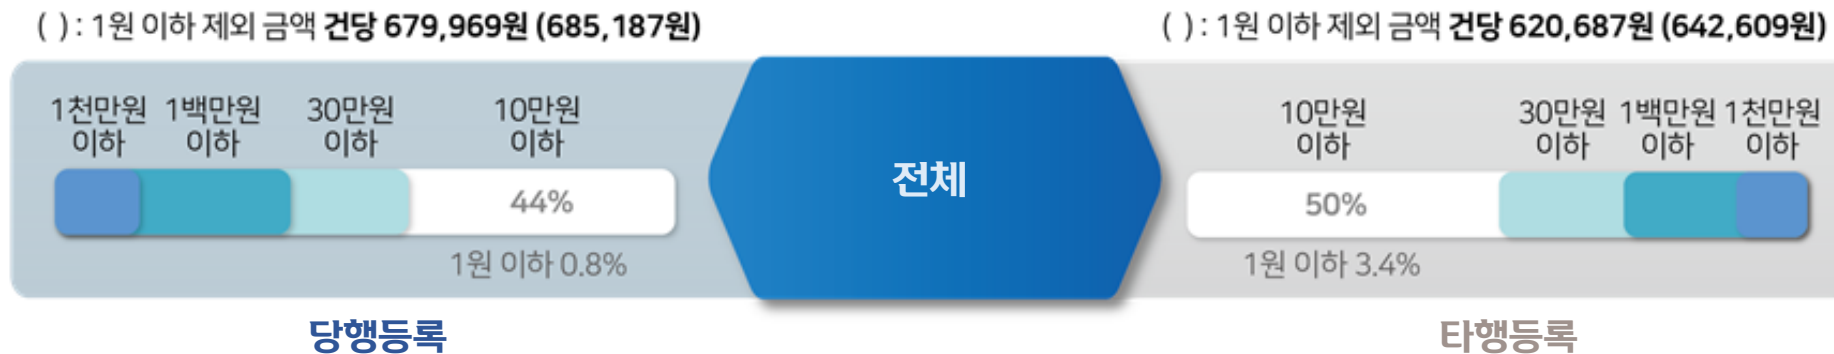 ( ) : 1원 이하 제외 금액 건당 679,969원 (685,187원)
( ) : 1원 이하 제외 금액 건당 620,687원 (642,609원)
1천만원 이하
1백만원 이하
30만원 이하
10만원 이하
44%
1원 이하 0.8%
당행등록
전체
10만원 이하
30만원 이하
1백만원 이하
1천만원 이하
50%
1원 이하 3.4%
타행등록